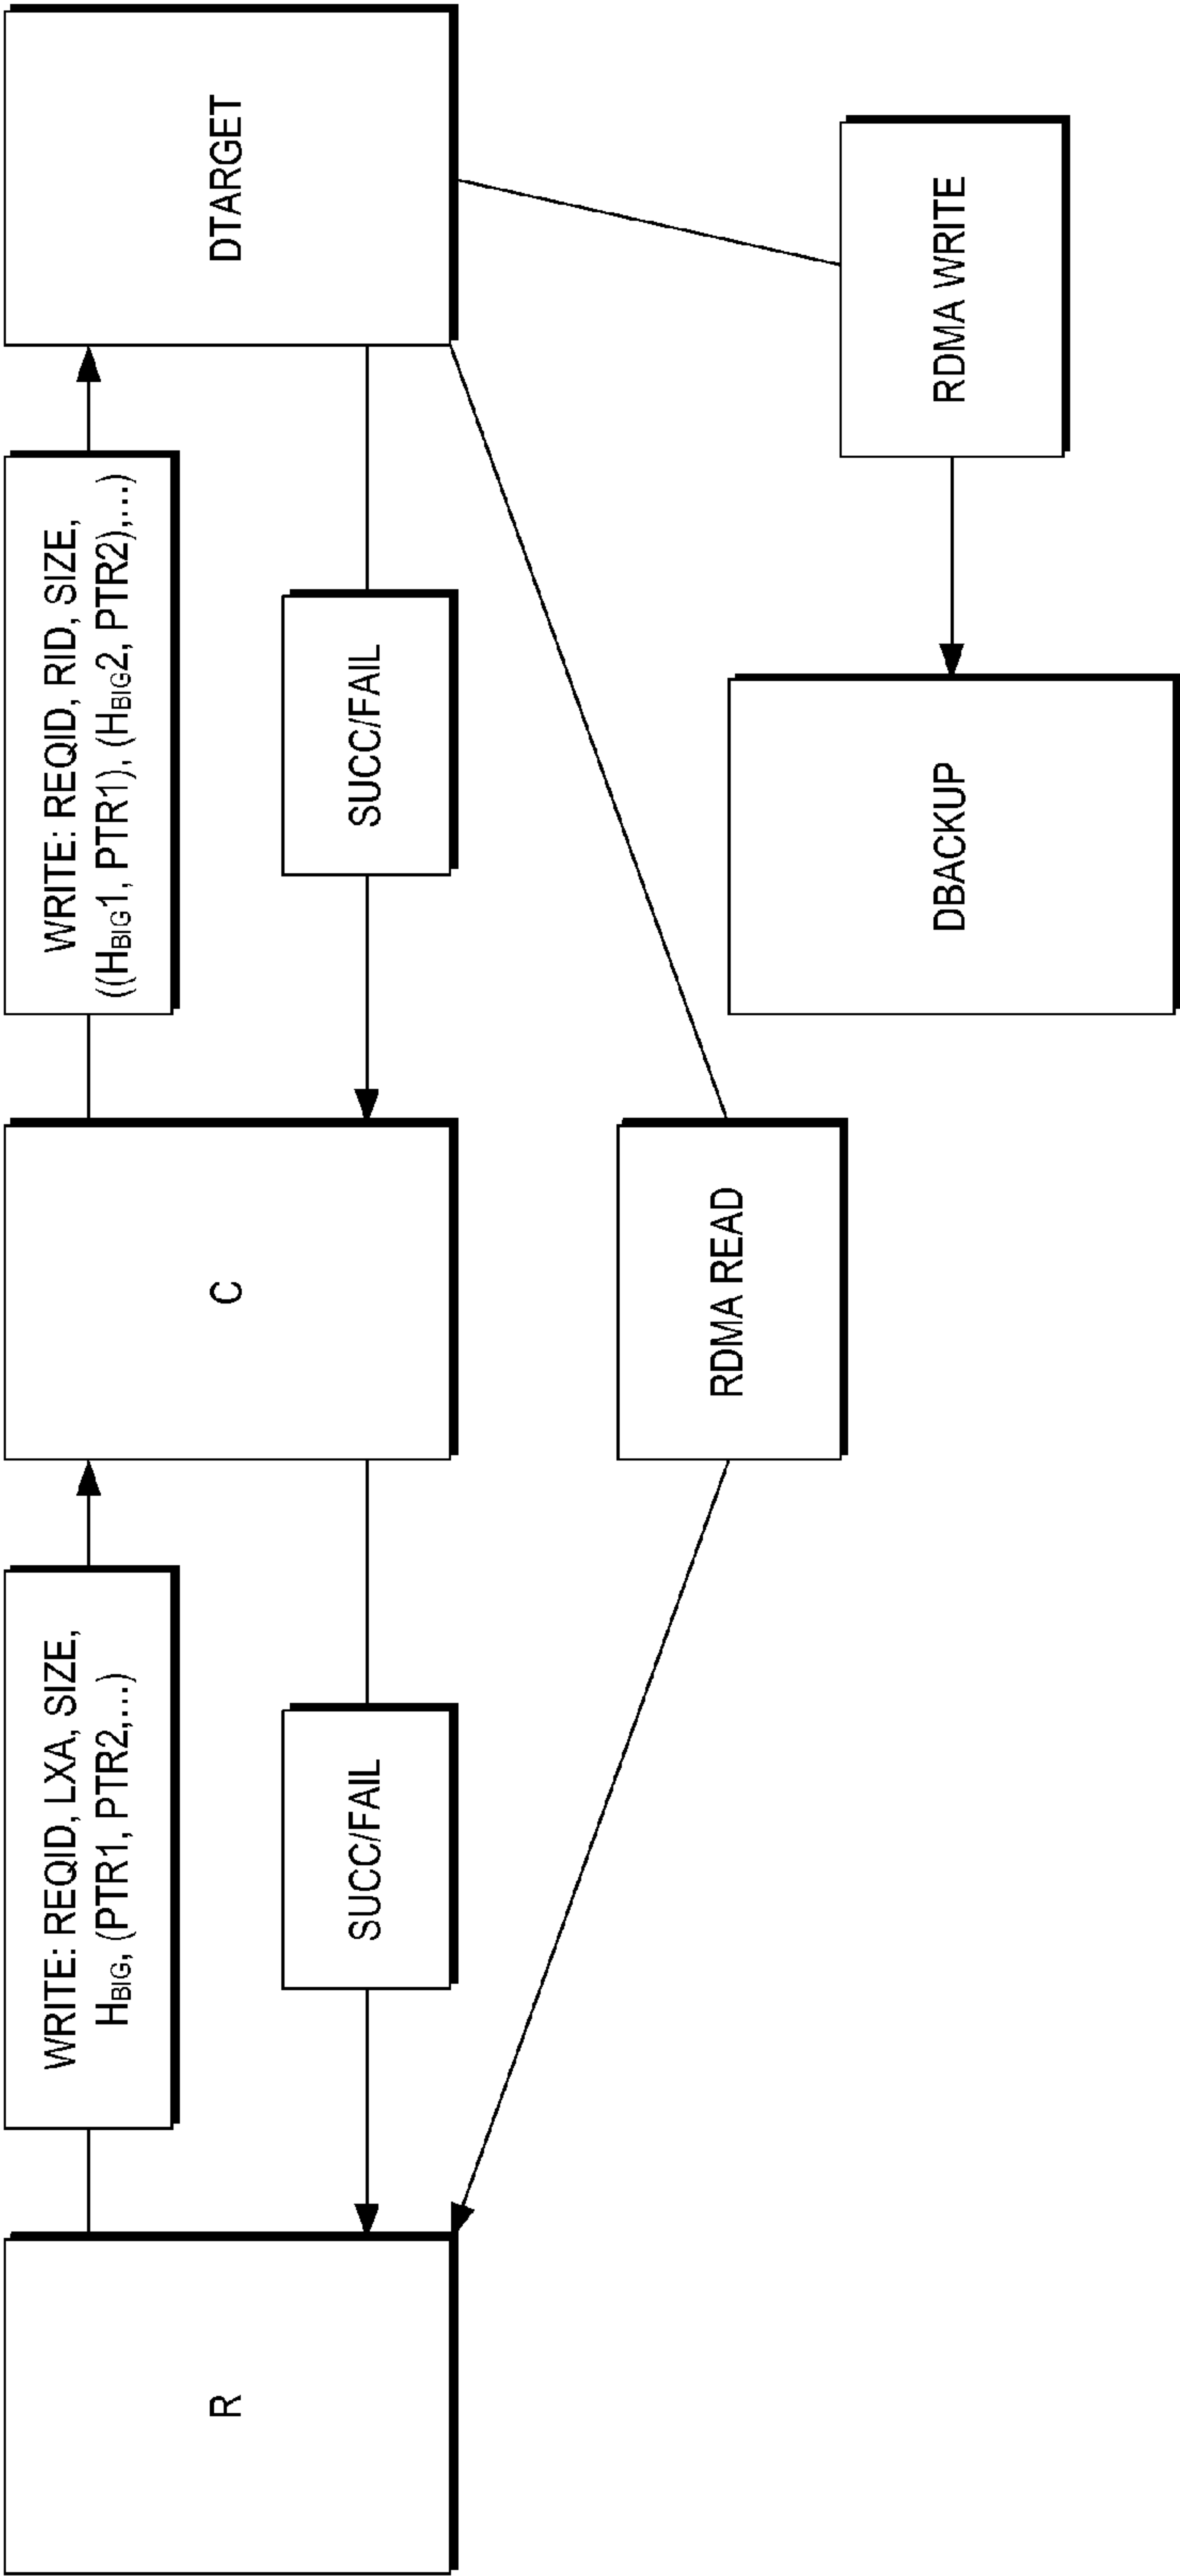 R
WRITE: REQID, LXA, SIZE,
HBIG, (PTR1, PTR2,...)
SUCC/FAIL
C
WRITE: REQID, RID, SIZE,
((HBIG1, PTR1), (HBIG2, PTR2),...)
SUCC/FAIL
DTARGET
RDMA READ
DBACKUP
RDMA WRITE